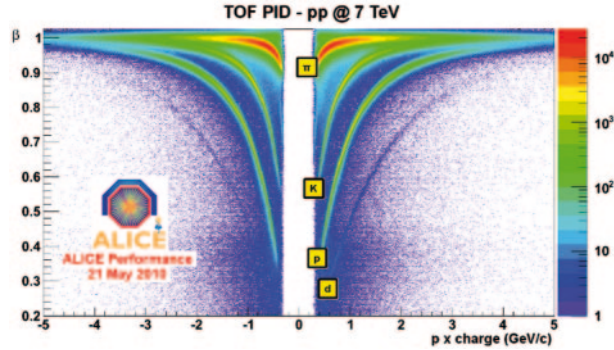 TOF PID - pp @ 7 TeV
β
1
0.9
0.8
0.7
0.6
0.5
0.4
0.3
0.2
π
K
p
d
ALICE
ALICE Performance
21 May 2010
-5 -4 -3 -2 -1 0 1 2 3 4 5
p x charge (GeV/c)
10⁴
10³
10²
10
1